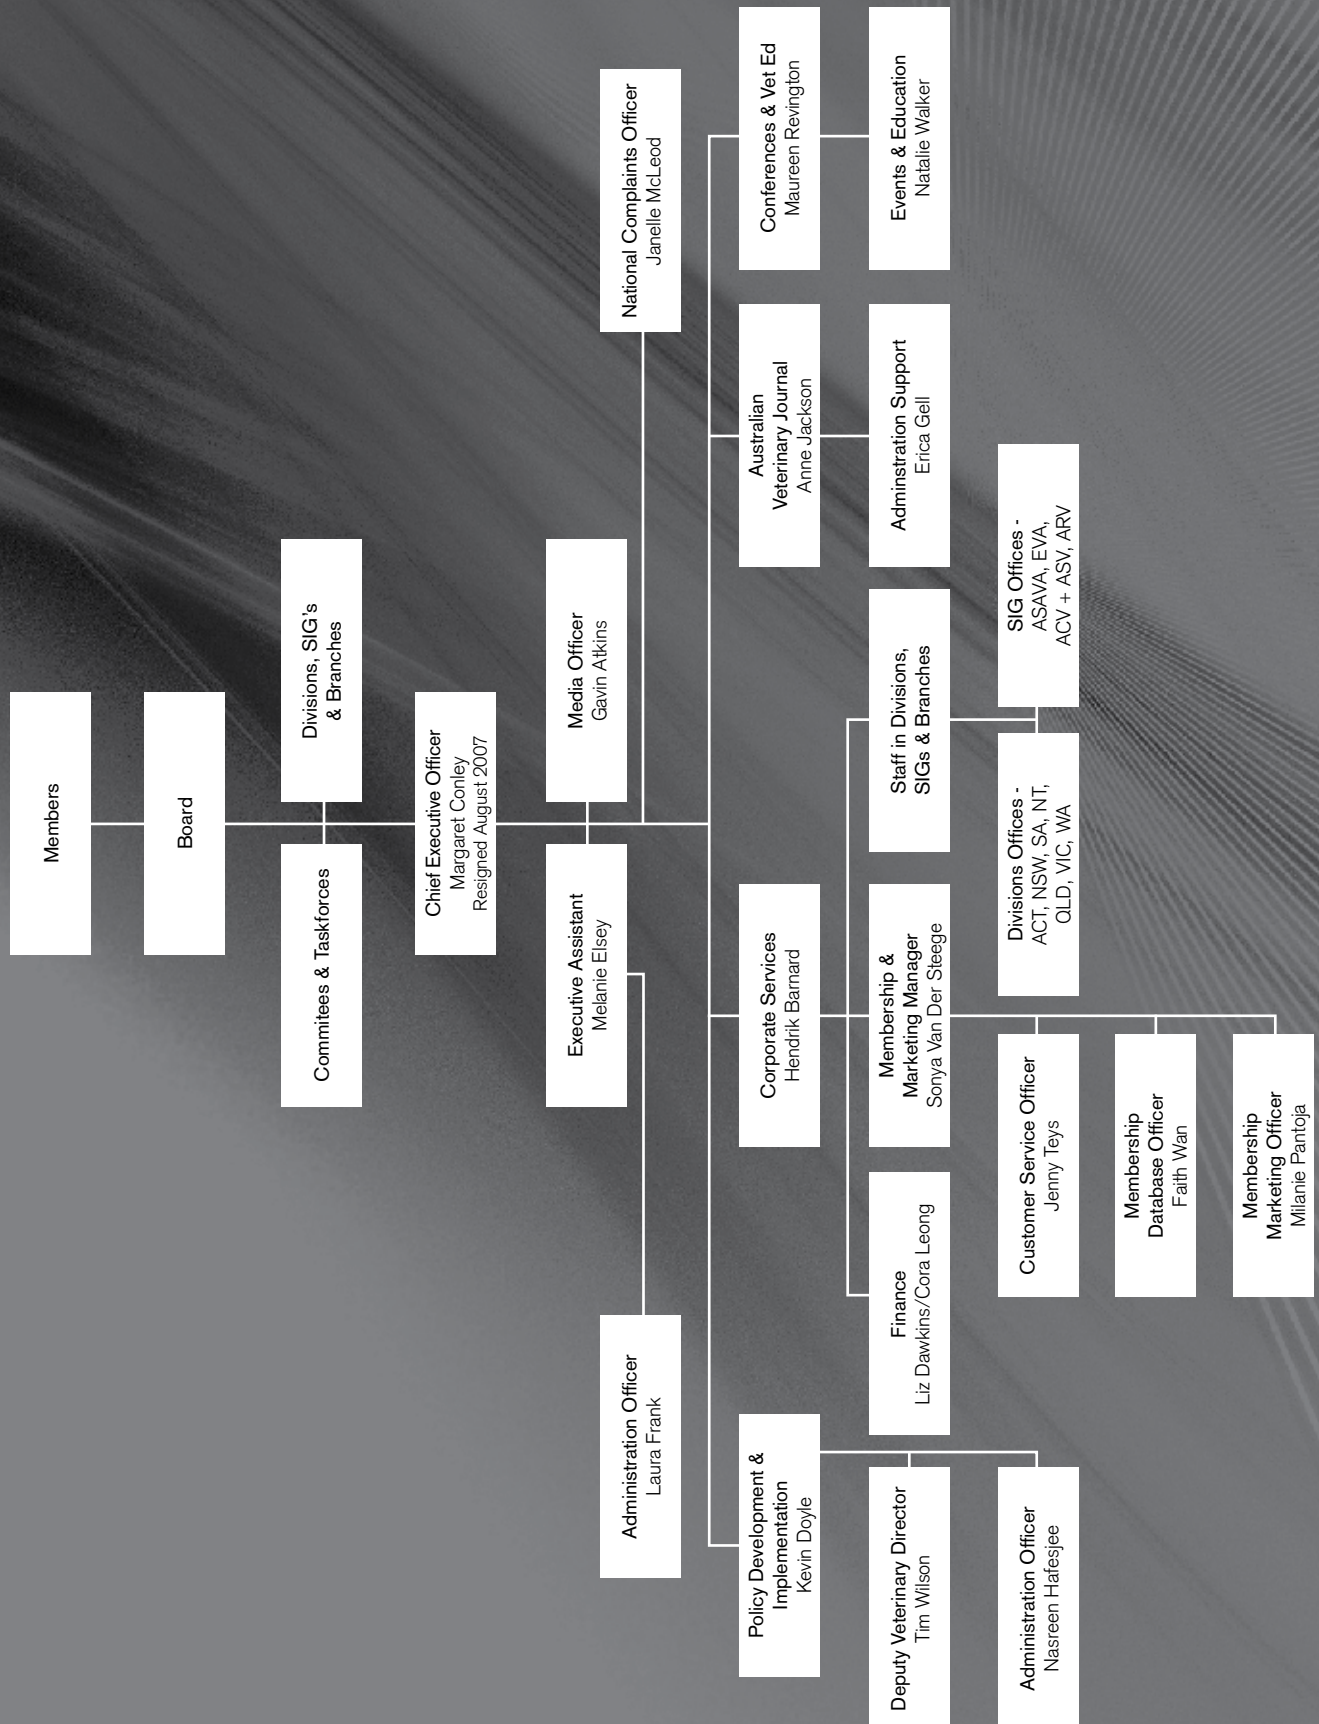 Members
Board
Commitees & Taskforces
Divisions, SIG's
& Branches
Chief Executive Officer
Margaret Conley
Resigned August 2007
Executive Assistant
Melanie Elsey
Media Officer
Gavin Atkins
Administration Officer
Laura Frank
National Complaints Officer
Janelle McLeod
Policy Development &
Implementation
Kevin Doyle
Corporate Services
Hendrik Barnard
Australian
Veterinary Journal
Anne Jackson
Conferences & Vet Ed
Maureen Revington
Deputy Veterinary Director
Tim Wilson
Finance
Liz Dawkins/Cora Leong
Membership &
Marketing Manager
Sonya Van Der Steege
Staff in Divisions,
SIGs & Branches
Adminstration Support
Erica Gell
Events & Education
Natalie Walker
Administration Officer
Nasreen Hafesjee
Customer Service Officer
Jenny Teys
Divisions Offices -
ACT, NSW, SA, NT,
QLD, VIC, WA
SIG Offices -
ASAVA, EVA,
ACV + ASV, ARV
Membership
Database Officer
Faith Wan
Membership
Marketing Officer
Milanie Pantoja